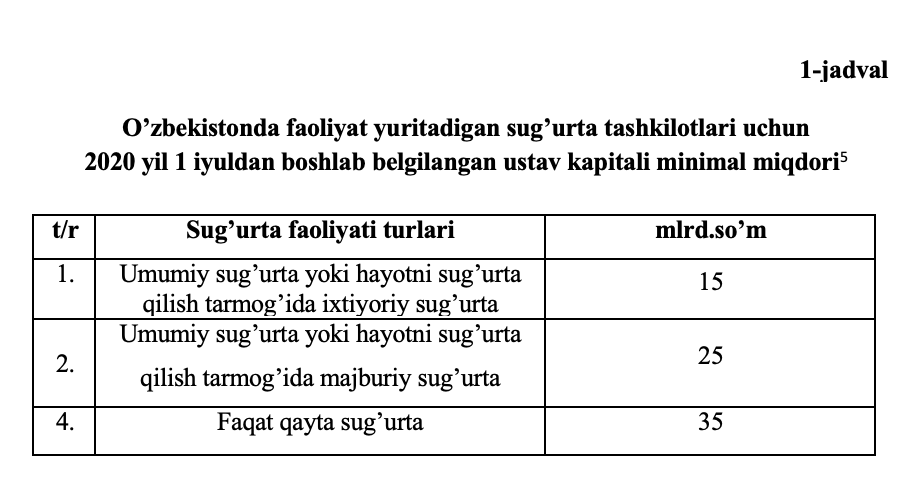 1-jadval
O’zbekistonda faoliyat yuritadigan sug’urta tashkilotlari uchun
2020 yil 1 iyuldan boshlab belgilangan ustav kapitali minimal miqdori⁵
t/r Sug’urta faoliyati turlari mlrd.so’m
1. Umumiy sug’urta yoki hayotni sug’urta 15
qilish tarmog’ida ixtiyoriy sug’urta
Umumiy sug’urta yoki hayotni sug’urta
2. 25
qilish tarmog’ida majburiy sug’urta
4. Faqat qayta sug’urta 35